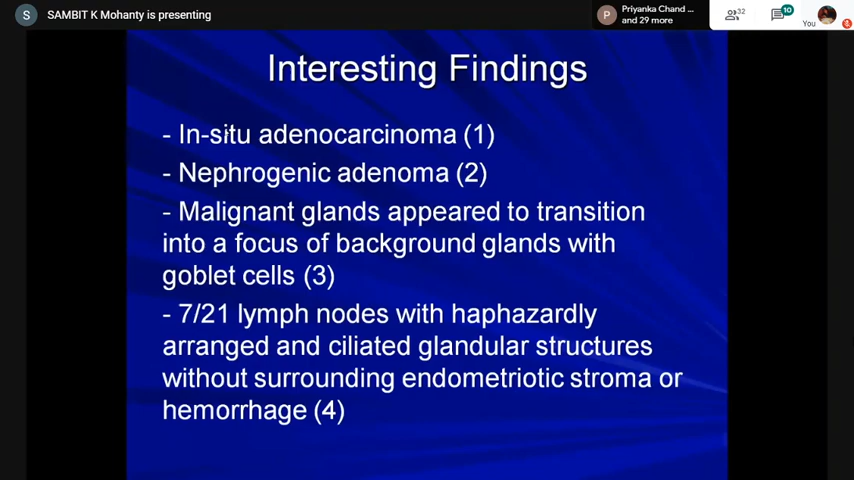 S SAMBIT K Mohanty is presenting
P Priyanka Chand ...
and 29 more
32
10
You
Interesting Findings
- In-situ adenocarcinoma (1)
- Nephrogenic adenoma (2)
- Malignant glands appeared to transition
into a focus of background glands with
goblet cells (3)
- 7/21 lymph nodes with haphazardly
arranged and ciliated glandular structures
without surrounding endometriotic stroma or
hemorrhage (4)